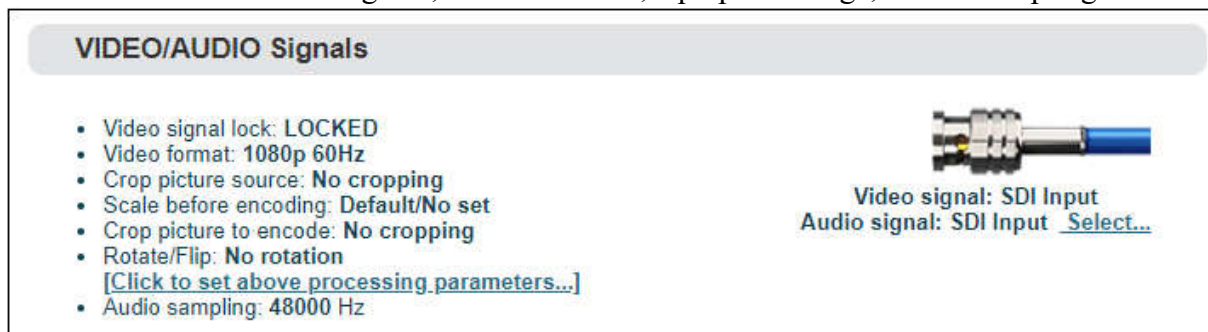 VIDEO/AUDIO Signals
• Video signal lock: LOCKED
• Video format: 1080p 60Hz
• Crop picture source: No cropping
• Scale before encoding: Default/No set
• Crop picture to encode: No cropping
• Rotate/Flip: No rotation
[Click to set above processing parameters...]
• Audio sampling: 48000 Hz
Video signal: SDI Input
Audio signal: SDI Input Select...